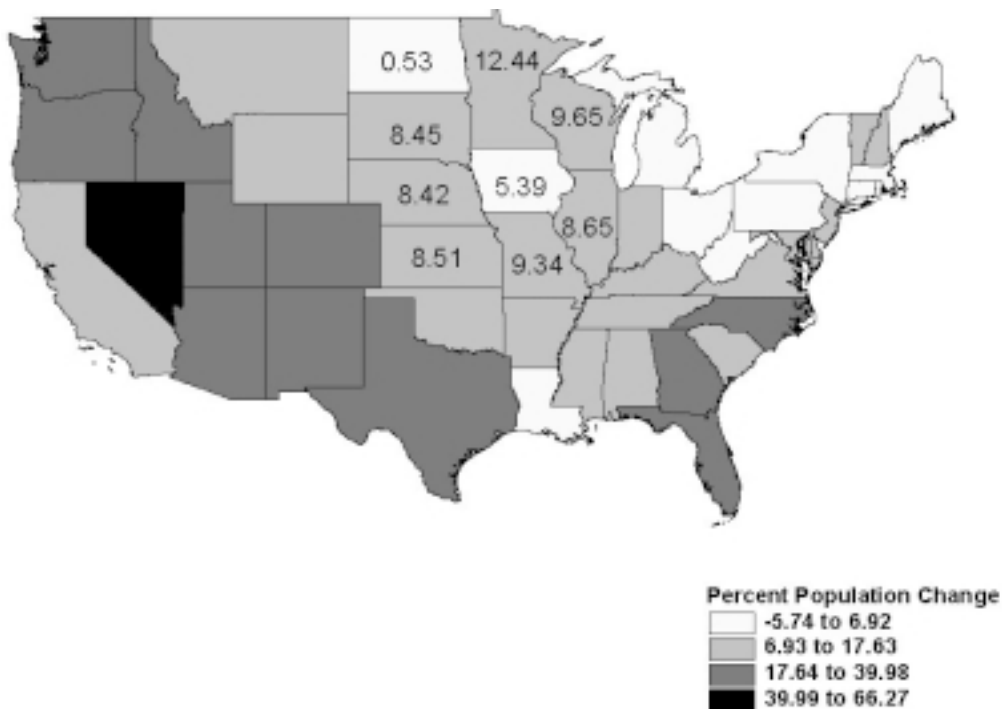 0.53
12.44
9.65
8.45
5.39
8.42
8.65
8.51
9.34
Percent Population Change
-5.74 to 6.92
6.93 to 17.63
17.64 to 39.98
39.99 to 66.27